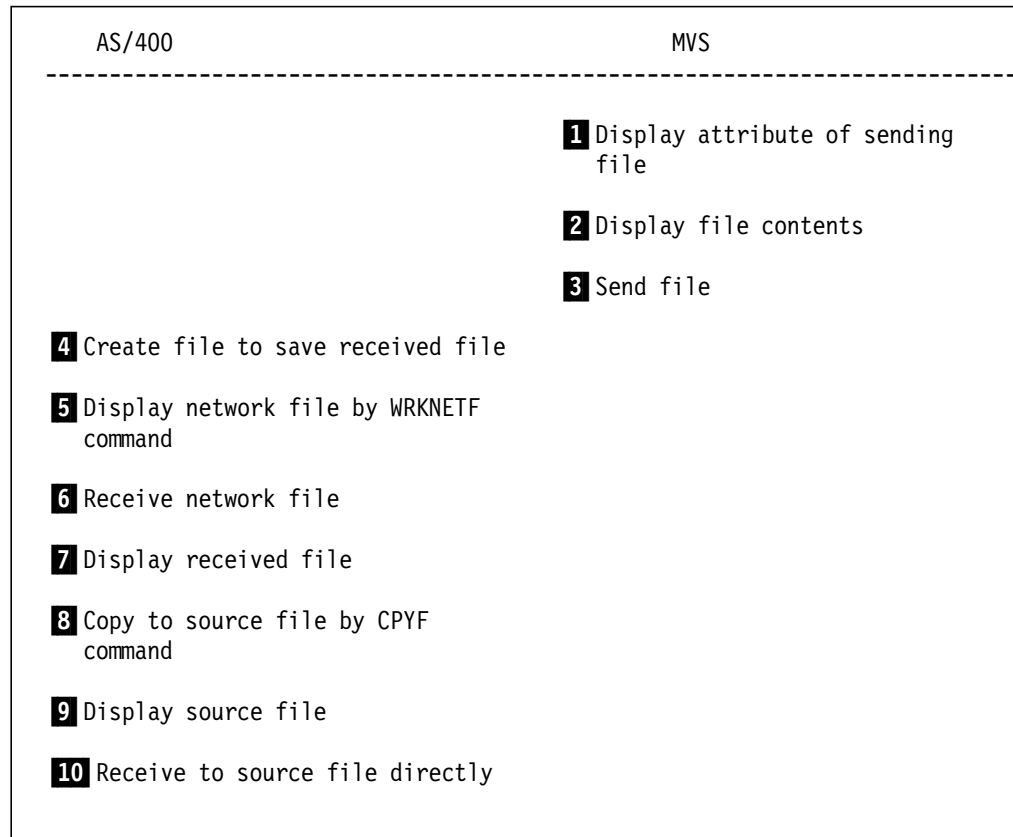 AS/400 MVS
--------------------------------------------------------------------------------
1 Display attribute of sending
file
2 Display file contents
3 Send file
4 Create file to save received file
5 Display network file by WRKNETF
command
6 Receive network file
7 Display received file
8 Copy to source file by CPYF
command
9 Display source file
10 Receive to source file directly